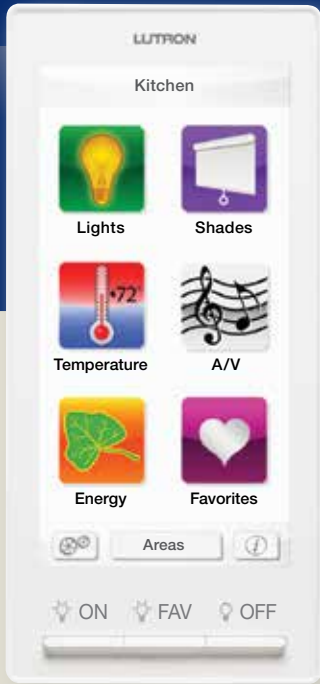 LUTRON
Kitchen
Lights Shades
72°
Temperature A/V
Energy Favorites
Areas i
ON FAV OFF